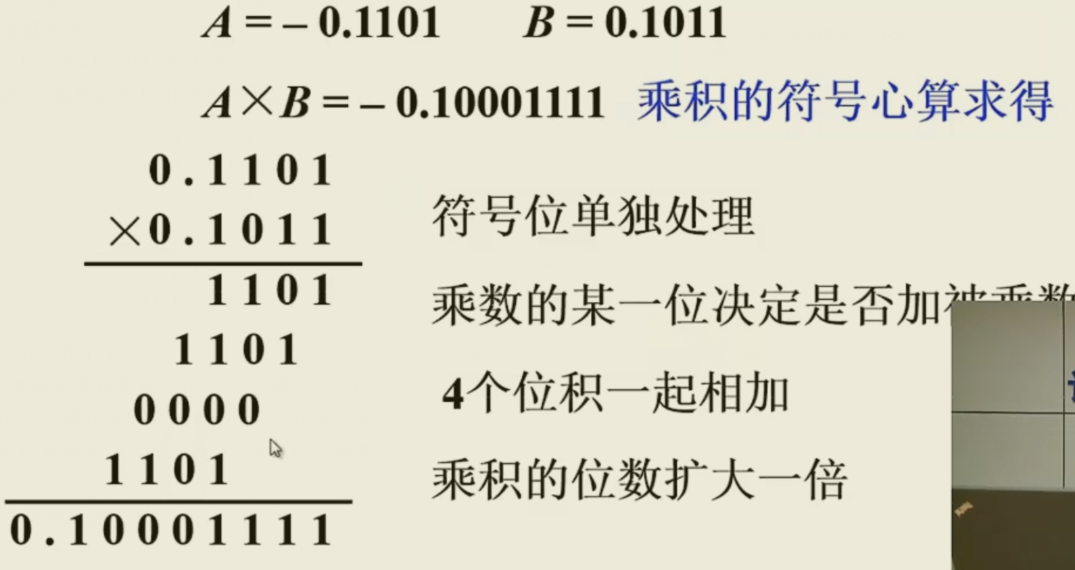 A = – 0.1101 B = 0.1011
A×B = – 0.10001111 乘积的符号心算求得
0.1101
×0.1011
1101
1101
0000
1101
0.10001111
符号位单独处理
乘数的某一位决定是否加被乘数
4个位积一起相加
乘积的位数扩大一倍